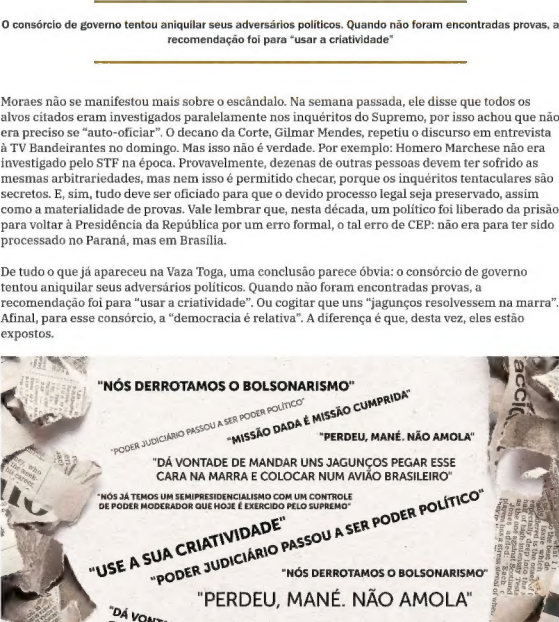 O consórcio de governo tentou aniquilar seus adversários políticos. Quando não foram encontradas provas, a
recomendação foi para “usar a criatividade”
Moraes não se manifestou mais sobre o escândalo. Na semana passada, ele disse que todos os
alvos citados eram investigados paralelamente nos inquéritos do Supremo, por isso achou que não
era preciso se “auto-oficiar”. O decano da Corte, Gilmar Mendes, repetiu o discurso em entrevista
à TV Bandeirantes no domingo. Mas isso não é verdade. Por exemplo: Homero Marchese não era
investigado pelo STF na época. Provavelmente, dezenas de outras pessoas devem ter sofrido as
mesmas arbitrariedades, mas nem isso é permitido checar, porque os inquéritos tentaculares são
secretos. E, sim, tudo deve ser oficiado para que o devido processo legal seja preservado, assim
como a materialidade de provas. Vale lembrar que, nesta década, um político foi liberado da prisão
para voltar à Presidência da República por um erro formal, o tal erro de CEP: não era para ter sido
processado no Paraná, mas em Brasília.
De tudo o que já apareceu na Vaza Toga, uma conclusão parece óbvia: o consórcio de governo
tentou aniquilar seus adversários políticos. Quando não foram encontradas provas, a
recomendação foi para “usar a criatividade”. Ou cogitar que uns “jagunços resolvessem na marra”.
Afinal, para esse consórcio, a “democracia é relativa”. A diferença é que, desta vez, eles estão
expostos.
"NÓS DERROTAMOS O BOLSONARISMO"
"PODER JUDICIÁRIO PASSOU A SER PODER POLÍTICO"
"MISSÃO DADA É MISSÃO CUMPRIDA"
"PERDEU, MANÉ. NÃO AMOLA"
"DÁ VONTADE DE MANDAR UNS JAGUNÇOS PEGAR ESSE
CARA NA MARRA E COLOCAR NUM AVIÃO BRASILEIRO"
"NÓS JÁ TEMOS UM SEMIPRESIDENCIALISMO COM UM CONTROLE
DE PODER MODERADOR QUE HOJE É EXERCIDO PELO SUPREMO"
"USE A SUA CRIATIVIDADE"
"PODER JUDICIÁRIO PASSOU A SER PODER POLÍTICO"
"NÓS DERROTAMOS O BOLSONARISMO"
"PERDEU, MANÉ. NÃO AMOLA"
"DÁ